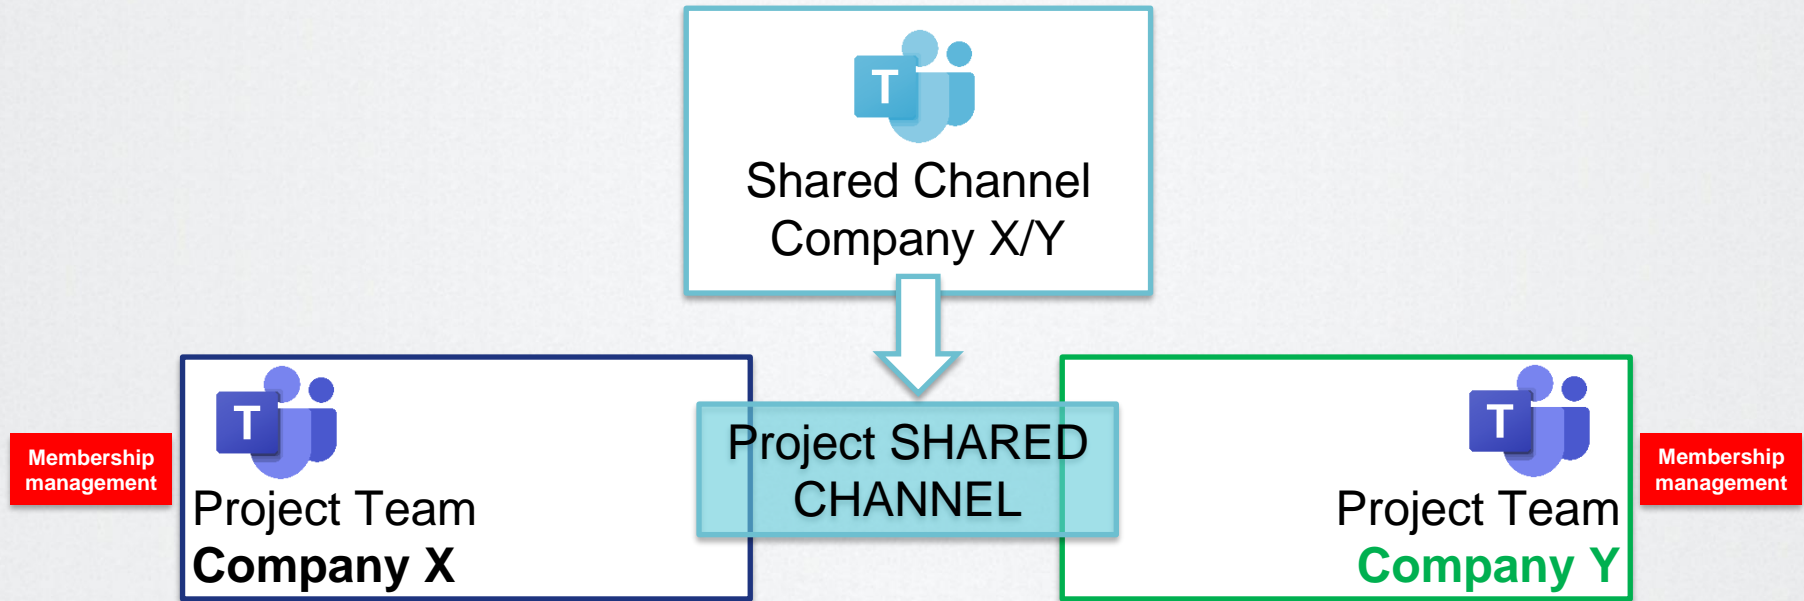 T
Shared Channel
Company X/Y
T
Project Team
Company X
Membership
management
Project SHARED
CHANNEL
T
Project Team
Company Y
Membership
management